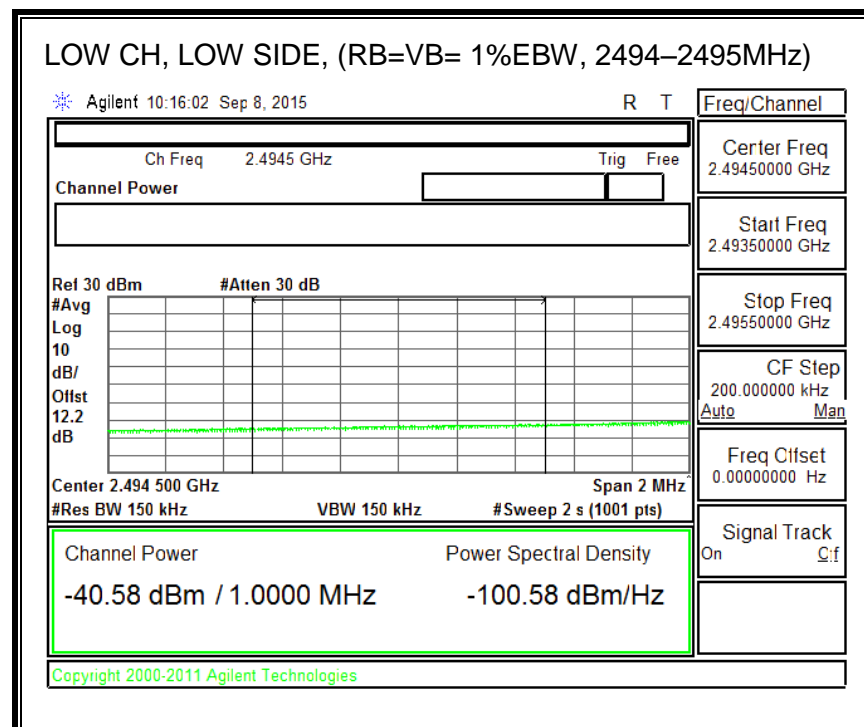 LOW CH, LOW SIDE, (RB=VB= 1%EBW, 2494–2495MHz)
Agilent 10:16:02 Sep 8, 2015 R T
Freq/Channel
Ch Freq 2.4945 GHz Trig Free
Channel Power
Center Freq
2.49450000 GHz
Start Freq
2.49350000 GHz
Stop Freq
2.49550000 GHz
CF Step
200.000000 kHz
Auto Man
Freq Offset
0.00000000 Hz
Signal Track
On Off
Ref 30 dBm #Atten 30 dB
#Avg
Log
10
dB/
Offst
12.2
dB
Center 2.494 500 GHz Span 2 MHz
#Res BW 150 kHz VBW 150 kHz #Sweep 2 s (1001 pts)
Channel Power Power Spectral Density
-40.58 dBm / 1.0000 MHz -100.58 dBm/Hz
Copyright 2000-2011 Agilent Technologies